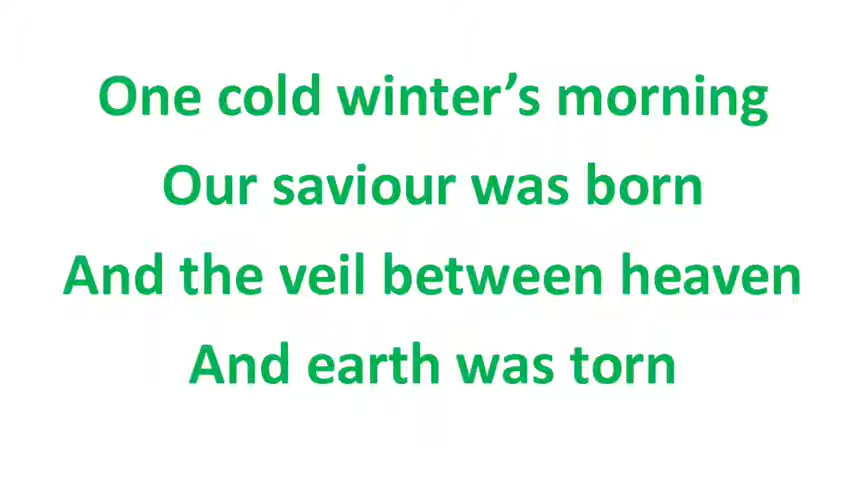 One cold winter’s morning
Our saviour was born
And the veil between heaven
And earth was torn